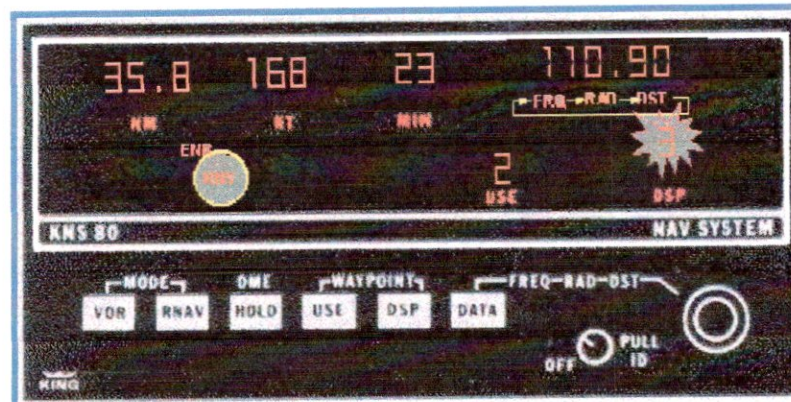 35.8 168 23 110.90
FRQ RAD DST
NM KT MIN
ENR 3
2
USE DSP
KNS 80 NAV SYSTEM
MODE DME WAYPOINT FREQ-RAD-DST
VOR RNAV HOLD USE DSP DATA
OFF PULL
ID
KING